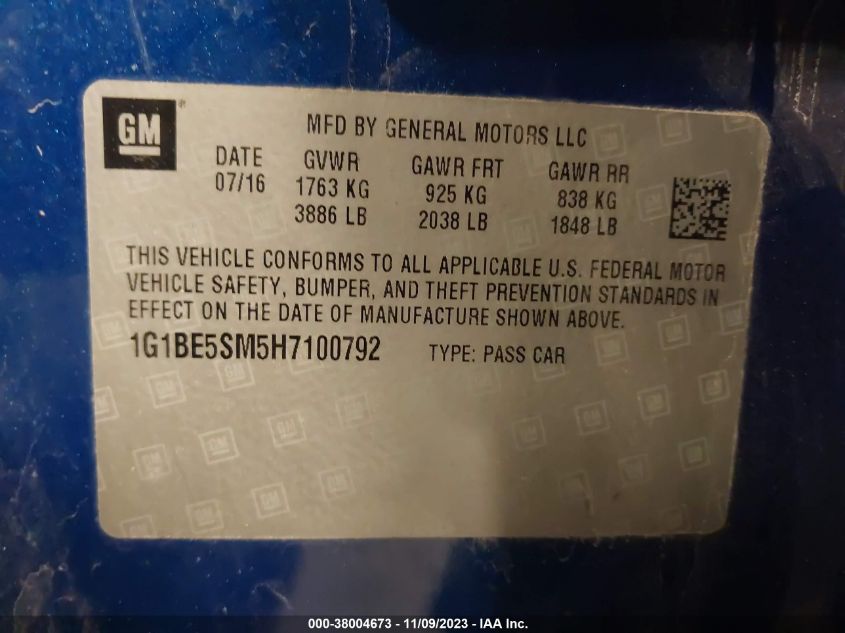 GM ®
MFD BY GENERAL MOTORS LLC
DATE GVWR GAWR FRT GAWR RR
07/16 1763 KG 925 KG 838 KG
3886 LB 2038 LB 1848 LB
THIS VEHICLE CONFORMS TO ALL APPLICABLE U.S. FEDERAL MOTOR
VEHICLE SAFETY, BUMPER, AND THEFT PREVENTION STANDARDS IN
EFFECT ON THE DATE OF MANUFACTURE SHOWN ABOVE.
1G1BE5SM5H7100792 TYPE: PASS CAR
000-38004673 - 11/09/2023 - IAA Inc.